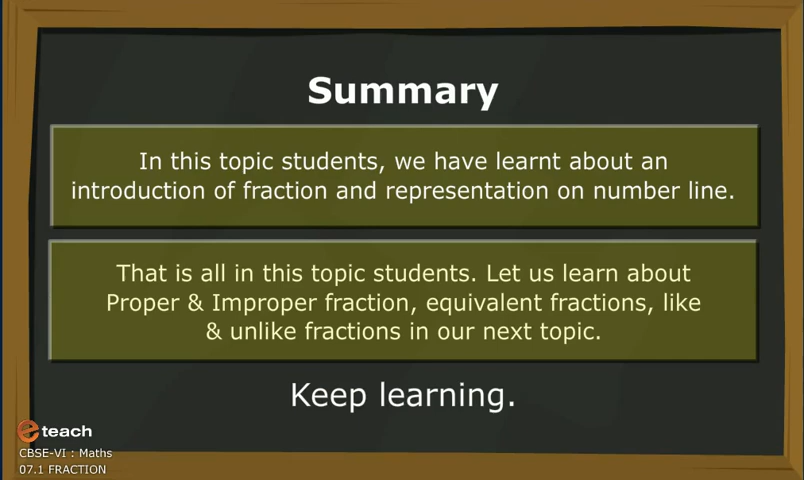 Summary
In this topic students, we have learnt about an
introduction of fraction and representation on number line.
That is all in this topic students. Let us learn about
Proper & Improper fraction, equivalent fractions, like
& unlike fractions in our next topic.
Keep learning.
e teach
CBSE-VI : Maths
07.1 FRACTION